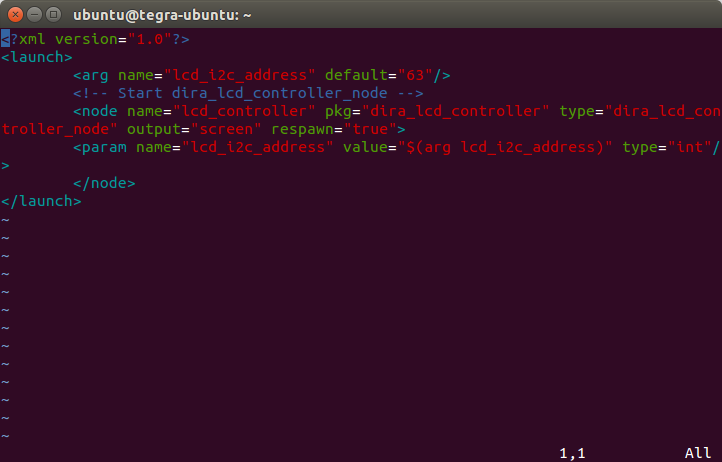 ubuntu@tegra-ubuntu: ~
<?xml version="1.0"?>
<launch>
        <arg name="lcd_i2c_address" default="63"/>
        <!-- Start dira_lcd_controller_node -->
        <node name="lcd_controller" pkg="dira_lcd_controller" type="dira_lcd_con
troller_node" output="screen" respawn="true">
        <param name="lcd_i2c_address" value="$(arg lcd_i2c_address)" type="int"/
>
        </node>
</launch>
~
~
~
~
~
~
~
~
~
~
~
~
~
1,1 All